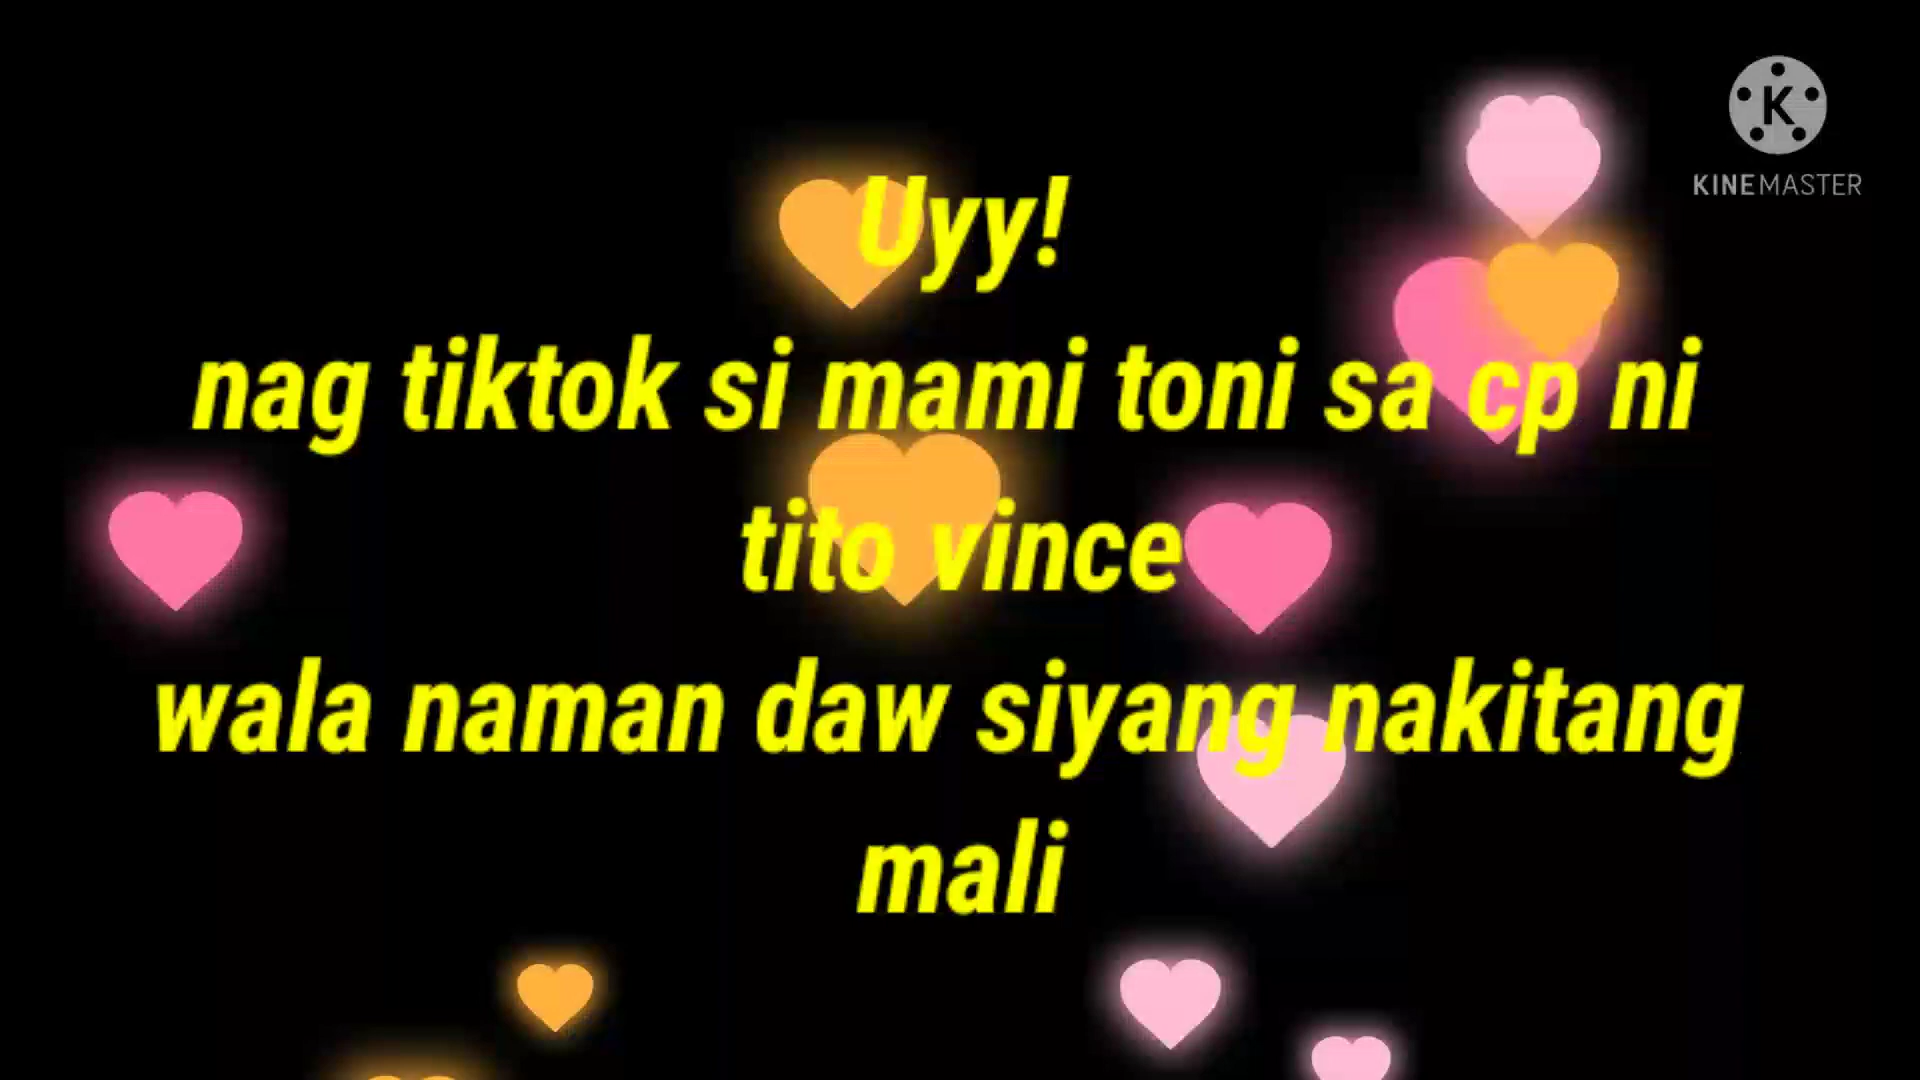 K
KINEMASTER
Uyy!
nag tiktok si mami toni sa cp ni
tito vince
wala naman daw siyang nakitang
mali